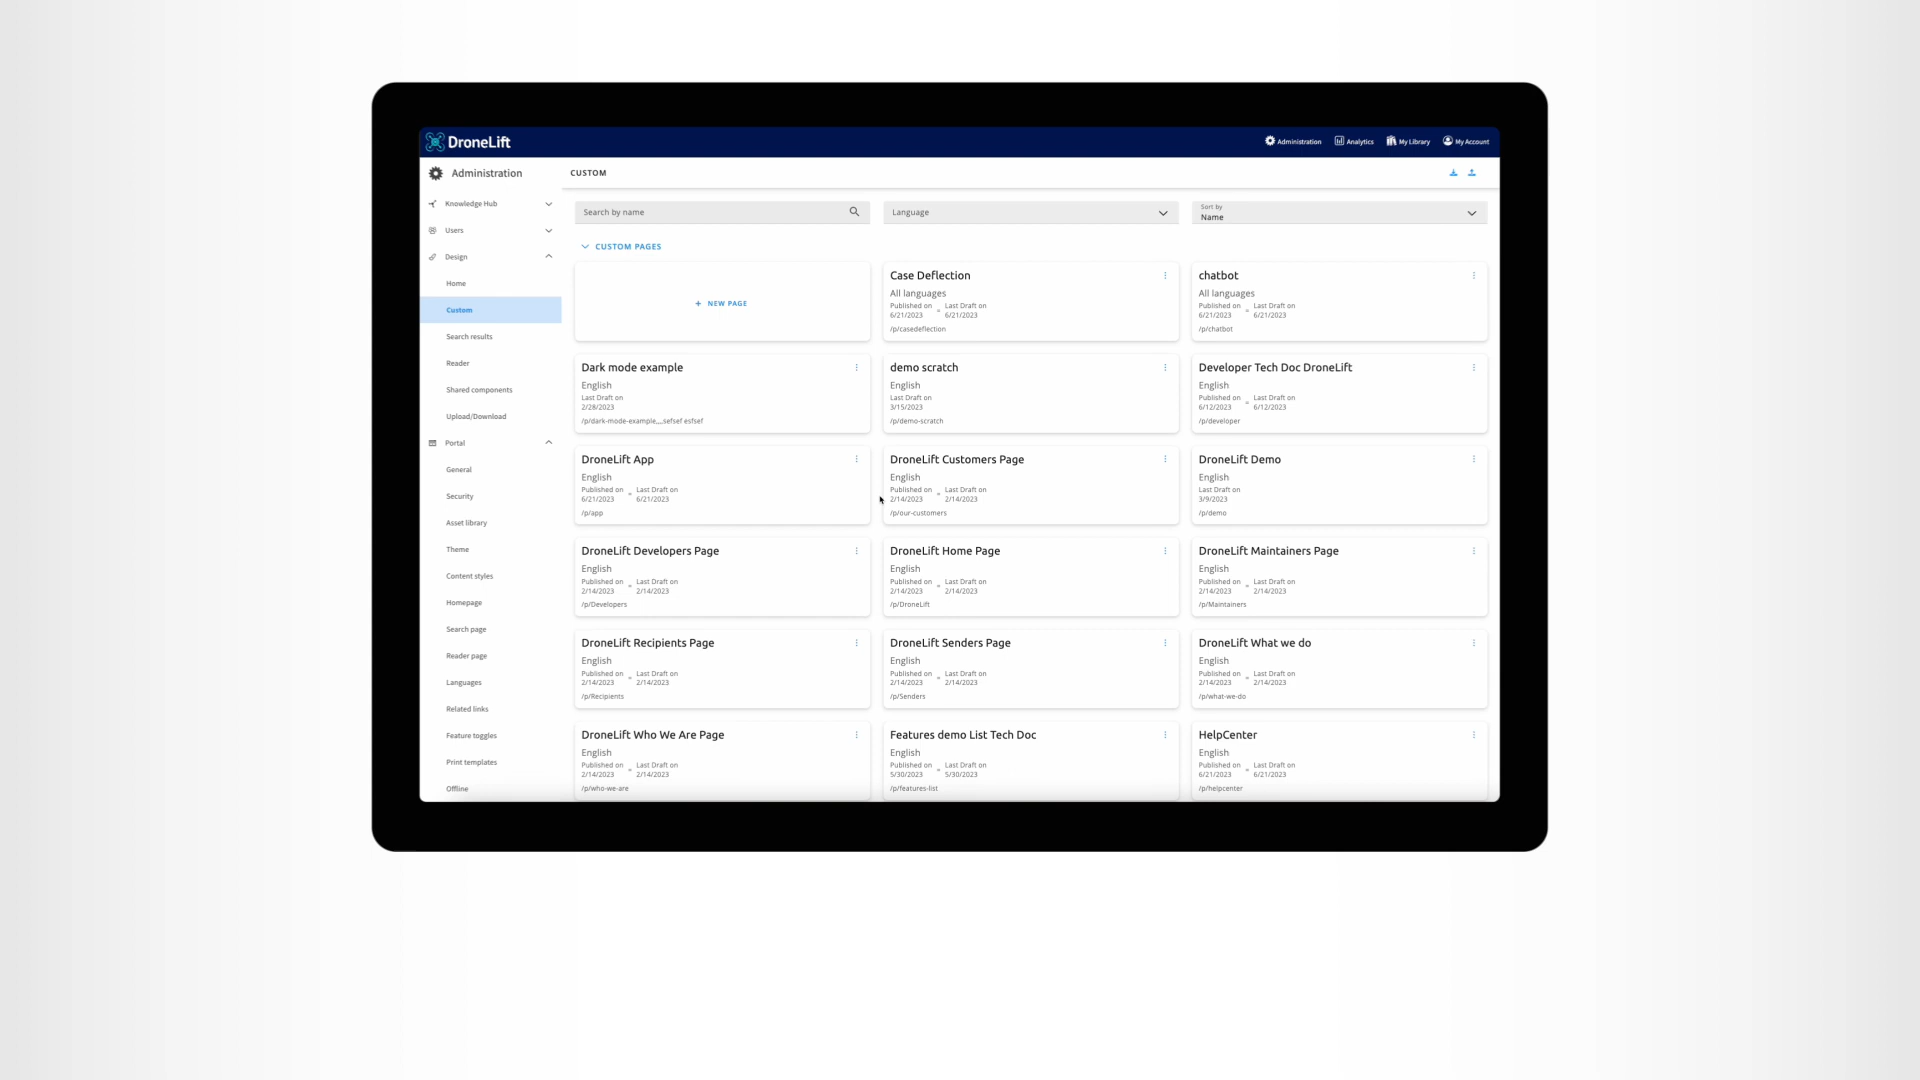 DroneLift
Administration
Analytics
My Library
My Account
Administration
CUSTOM
Knowledge Hub
Users
Design
Home
Custom
Search results
Reader
Shared components
Upload/Download
Portal
General
Security
Asset library
Theme
Content styles
Homepage
Search page
Reader page
Languages
Related links
Feature toggles
Print templates
Offline
Search by name
Language
Sort by
Name
CUSTOM PAGES
+ NEW PAGE
Case Deflection
All languages
Published on
6/21/2023
-
Last Draft on
6/21/2023
/p/casedeflection
chatbot
All languages
Published on
6/21/2023
-
Last Draft on
6/21/2023
/p/chatbot
Dark mode example
English
Last Draft on
2/28/2023
/p/dark-mode-example,,,,sefsef esfsef
demo scratch
English
Last Draft on
3/15/2023
/p/demo-scratch
Developer Tech Doc DroneLift
English
Published on
6/12/2023
-
Last Draft on
6/12/2023
/p/developer
DroneLift App
English
Published on
6/21/2023
-
Last Draft on
6/21/2023
/p/app
DroneLift Customers Page
English
Published on
2/14/2023
-
Last Draft on
2/14/2023
/p/our-customers
DroneLift Demo
English
Last Draft on
3/9/2023
/p/demo
DroneLift Developers Page
English
Published on
2/14/2023
-
Last Draft on
2/14/2023
/p/Developers
DroneLift Home Page
English
Published on
2/14/2023
-
Last Draft on
2/14/2023
/p/DroneLift
DroneLift Maintainers Page
English
Published on
2/14/2023
-
Last Draft on
2/14/2023
/p/Maintainers
DroneLift Recipients Page
English
Published on
2/14/2023
-
Last Draft on
2/14/2023
/p/Recipients
DroneLift Senders Page
English
Published on
2/14/2023
-
Last Draft on
2/14/2023
/p/Senders
DroneLift What we do
English
Published on
2/14/2023
-
Last Draft on
2/14/2023
/p/what-we-do
DroneLift Who We Are Page
English
Published on
2/14/2023
-
Last Draft on
2/14/2023
/p/who-we-are
Features demo List Tech Doc
English
Published on
5/30/2023
-
Last Draft on
5/30/2023
/p/features-list
HelpCenter
English
Published on
6/21/2023
-
Last Draft on
6/21/2023
/p/helpcenter